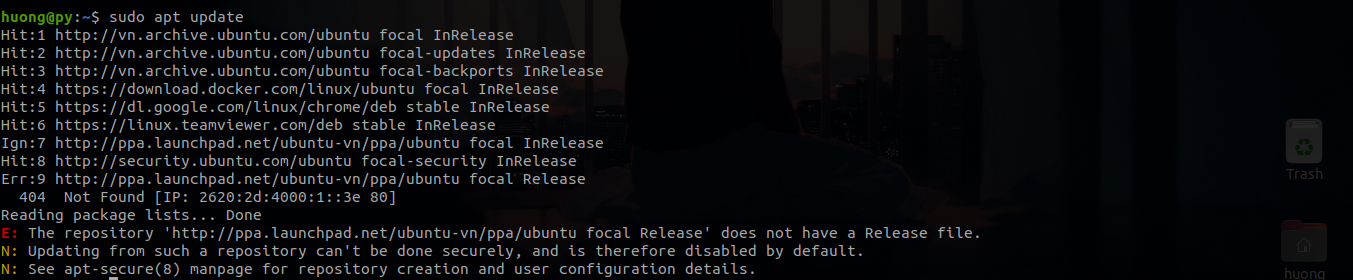 huong@py:~$ sudo apt update
Hit:1 http://vn.archive.ubuntu.com/ubuntu focal InRelease
Hit:2 http://vn.archive.ubuntu.com/ubuntu focal-updates InRelease
Hit:3 http://vn.archive.ubuntu.com/ubuntu focal-backports InRelease
Hit:4 https://download.docker.com/linux/ubuntu focal InRelease
Hit:5 https://dl.google.com/linux/chrome/deb stable InRelease
Hit:6 https://linux.teamviewer.com/deb stable InRelease
Ign:7 http://ppa.launchpad.net/ubuntu-vn/ppa/ubuntu focal InRelease
Hit:8 http://security.ubuntu.com/ubuntu focal-security InRelease
Err:9 http://ppa.launchpad.net/ubuntu-vn/ppa/ubuntu focal Release
  404  Not Found [IP: 2620:2d:4000:1::3e 80]
Reading package lists... Done
E: The repository 'http://ppa.launchpad.net/ubuntu-vn/ppa/ubuntu focal Release' does not have a Release file.
N: Updating from such a repository can't be done securely, and is therefore disabled by default.
N: See apt-secure(8) manpage for repository creation and user configuration details.
Trash
huong